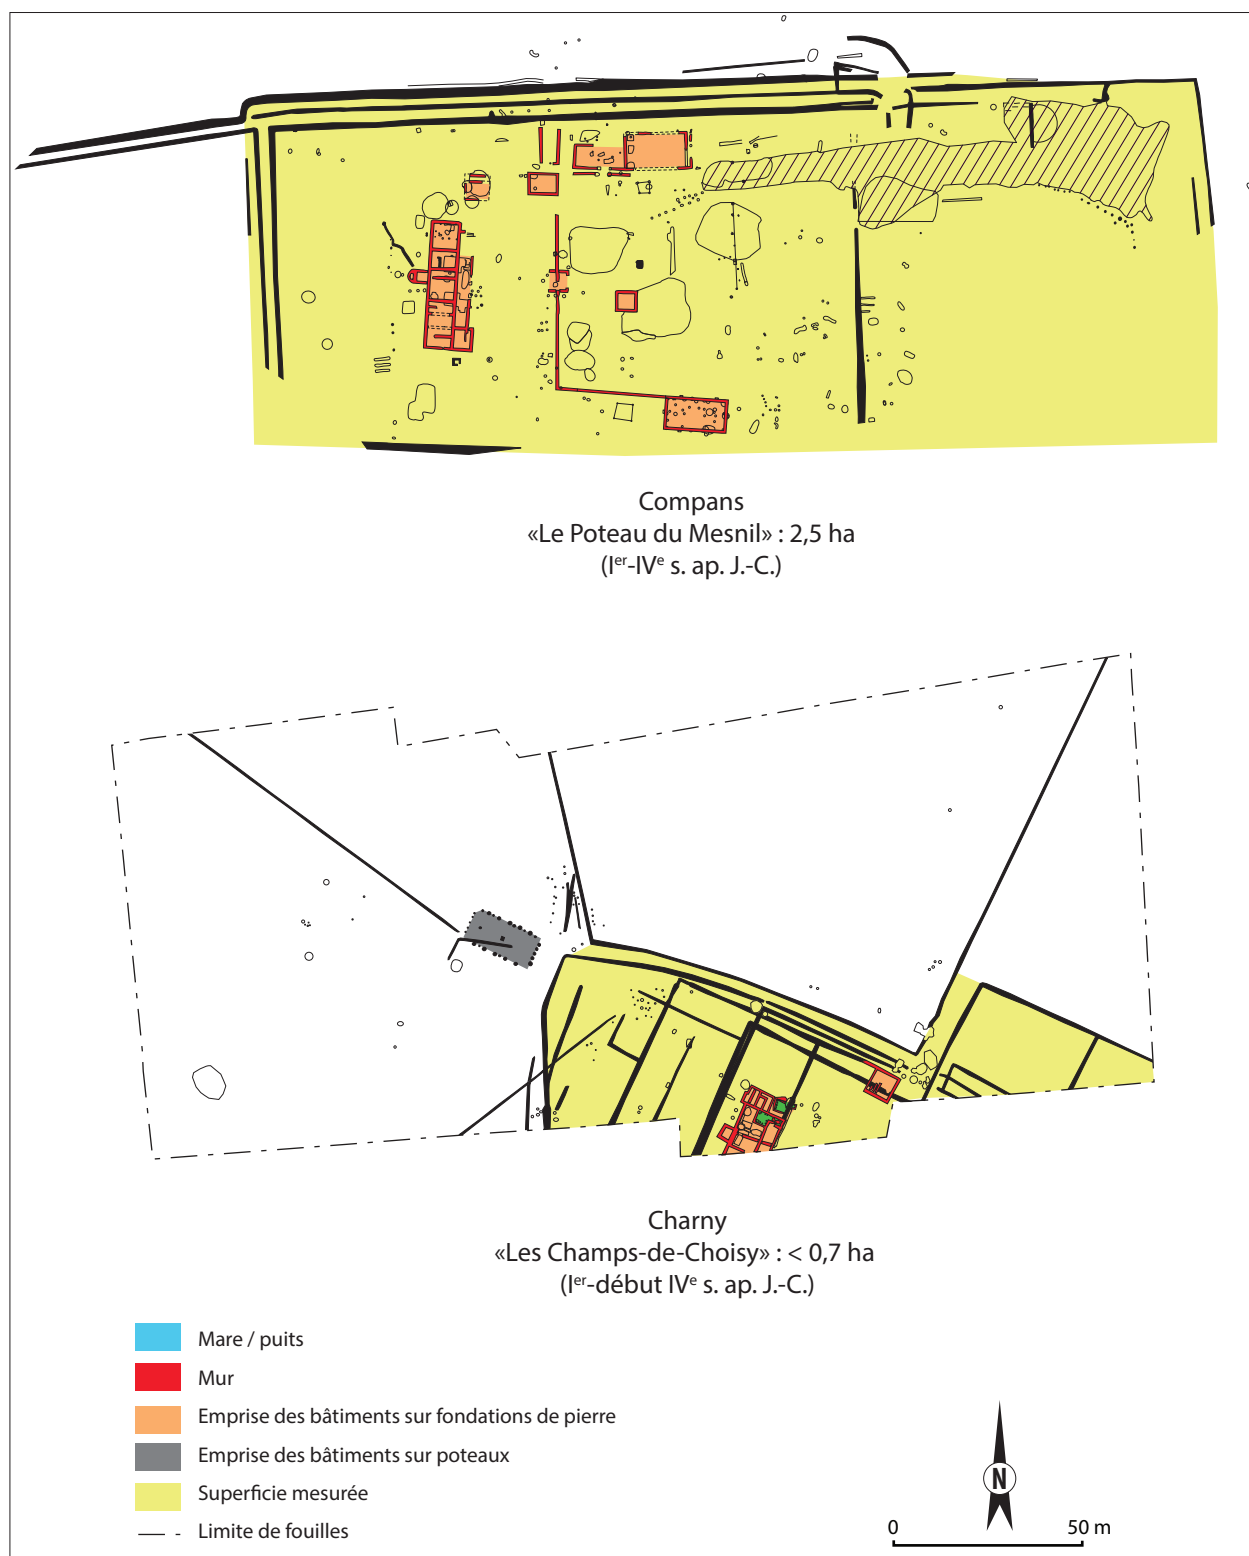 Compans
«Le Poteau du Mesnil» : 2,5 ha
(Ier-IVe s. ap. J.-C.)
Charny
«Les Champs-de-Choisy» : < 0,7 ha
(Ier-début IVe s. ap. J.-C.)
Mare / puits
Mur
Emprise des bâtiments sur fondations de pierre
Emprise des bâtiments sur poteaux
Superficie mesurée
Limite de fouilles
N
0 50 m